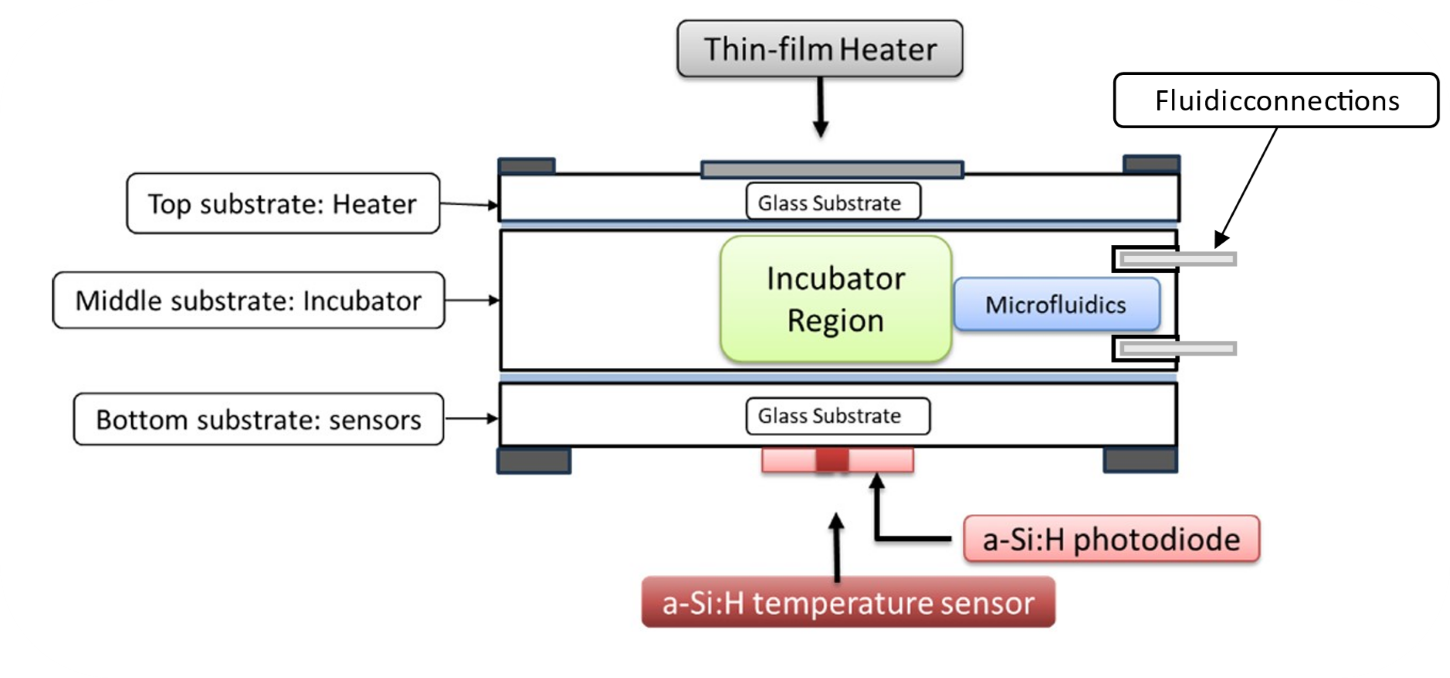 Thin-film Heater
Fluidicconnections
Top substrate: Heater
Glass Substrate
Middle substrate: Incubator
Incubator
Region
Microfluidics
Bottom substrate: sensors
Glass Substrate
a-Si:H photodiode
a-Si:H temperature sensor